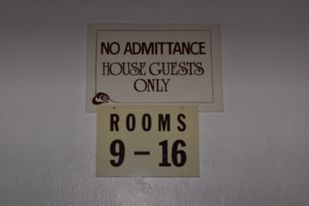 NO ADMITTANCE
HOUSE GUESTS
ONLY
ROOMS
9 - 16